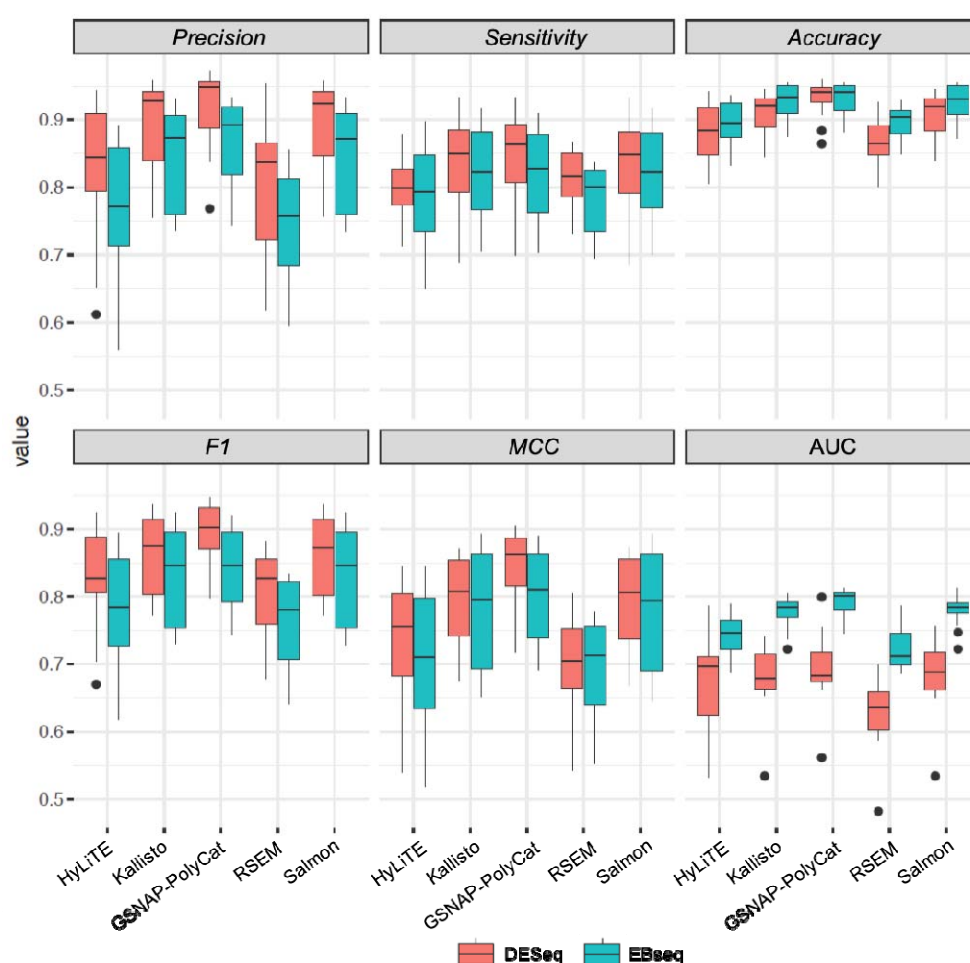 Precision
Sensitivity
Accuracy
0.9
0.8
0.7
0.6
0.5
value
F1
MCC
AUC
0.9
0.8
0.7
0.6
0.5
HyLiTE
Kallisto
GSNAP-PolyCat
RSEM
Salmon
HyLiTE
Kallisto
GSNAP-PolyCat
RSEM
Salmon
HyLiTE
Kallisto
GSNAP-PolyCat
RSEM
Salmon
DESeq EBseq